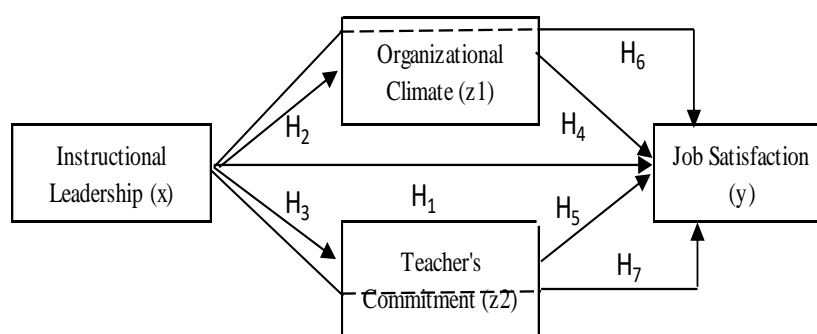 Organizational
Climate (z1)
H₆
H₂
H₄
Instructional
Leadership (x)
Job Satisfaction
(y)
H₃
H₁
H₅
Teacher's
Commitment (z2)
H₇